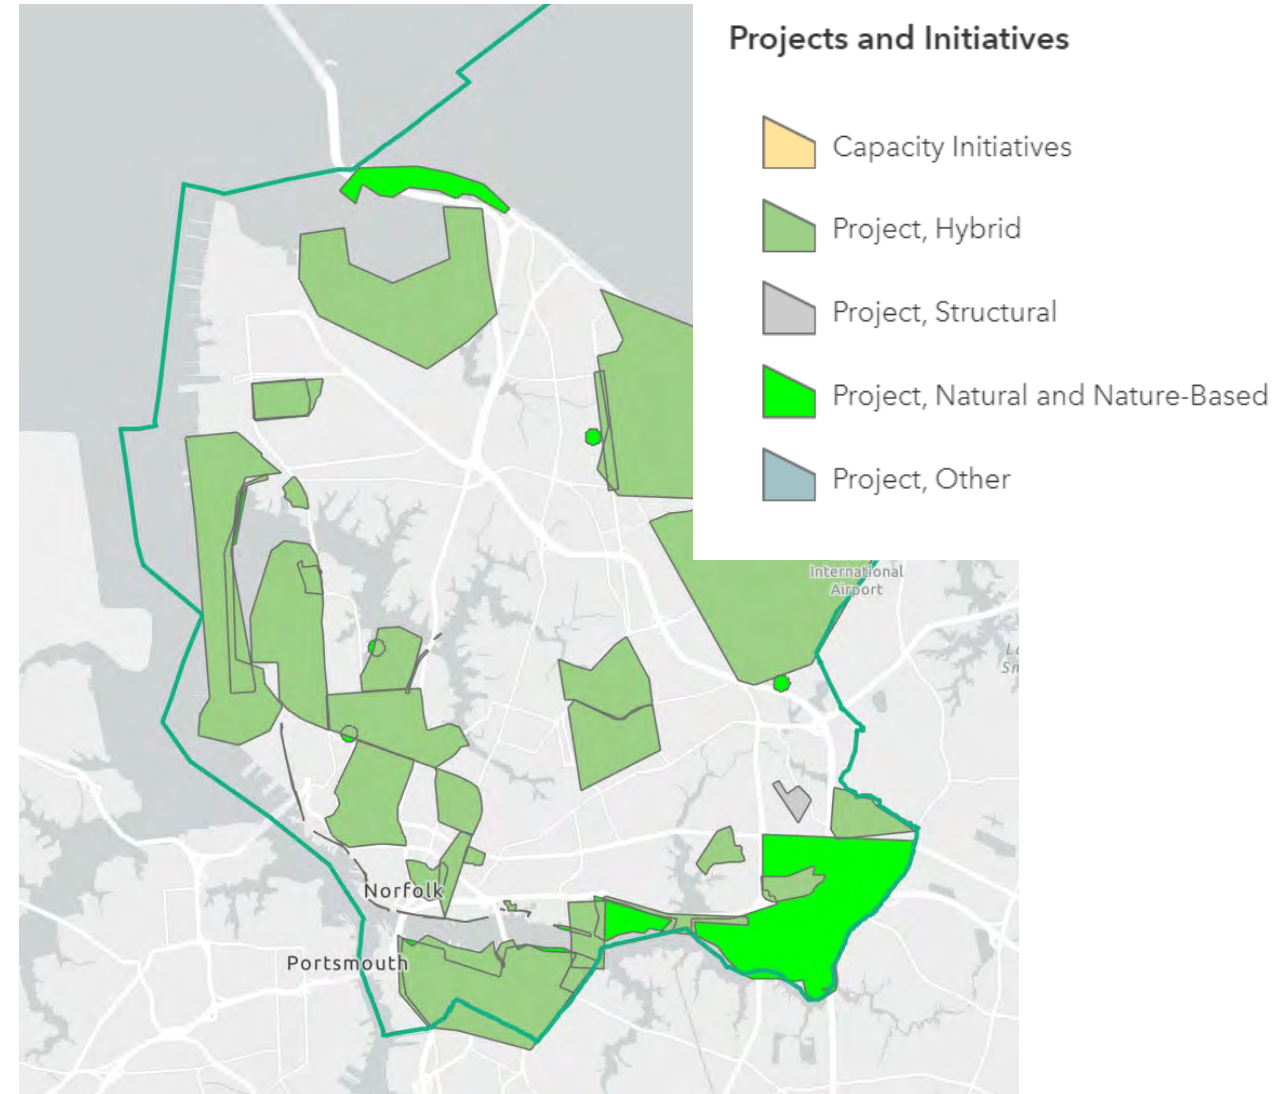 Projects and Initiatives
Capacity Initiatives
Project, Hybrid
Project, Structural
Project, Natural and Nature-Based
Project, Other
International
Airport
Norfolk
Portsmouth